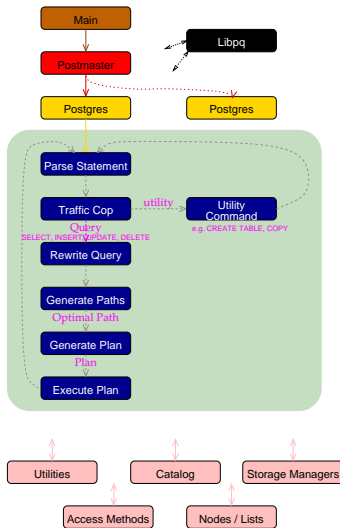 Main
Libpq
Postmaster
Postgres
Postgres
Parse Statement
Traffic Cop
utility
Utility
Command
Query
SELECT, INSERT, UPDATE, DELETE
e.g. CREATE TABLE, COPY
Rewrite Query
Generate Paths
Optimal Path
Generate Plan
Plan
Execute Plan
Utilities
Catalog
Storage Managers
Access Methods
Nodes / Lists